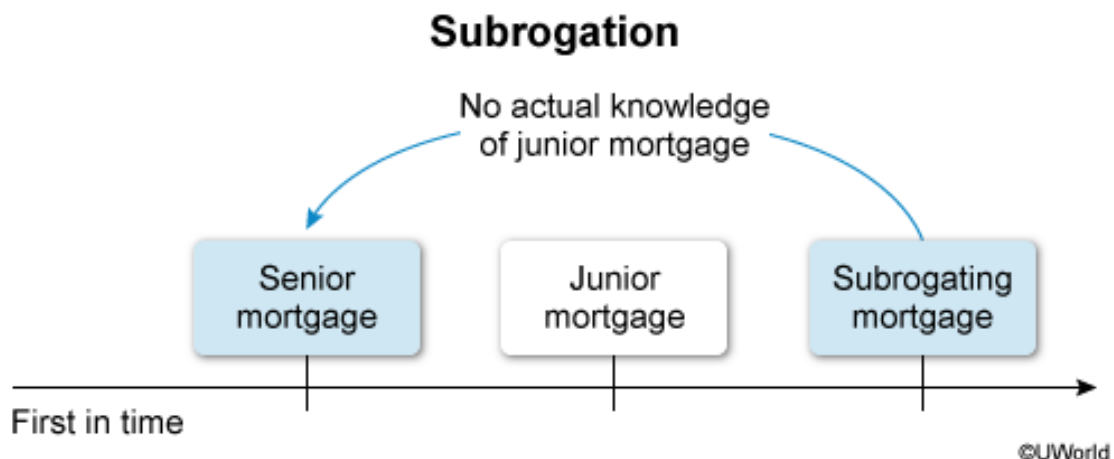 Subrogation
No actual knowledge
of junior mortgage
Senior
mortgage
Junior
mortgage
Subrogating
mortgage
First in time
©UWorld